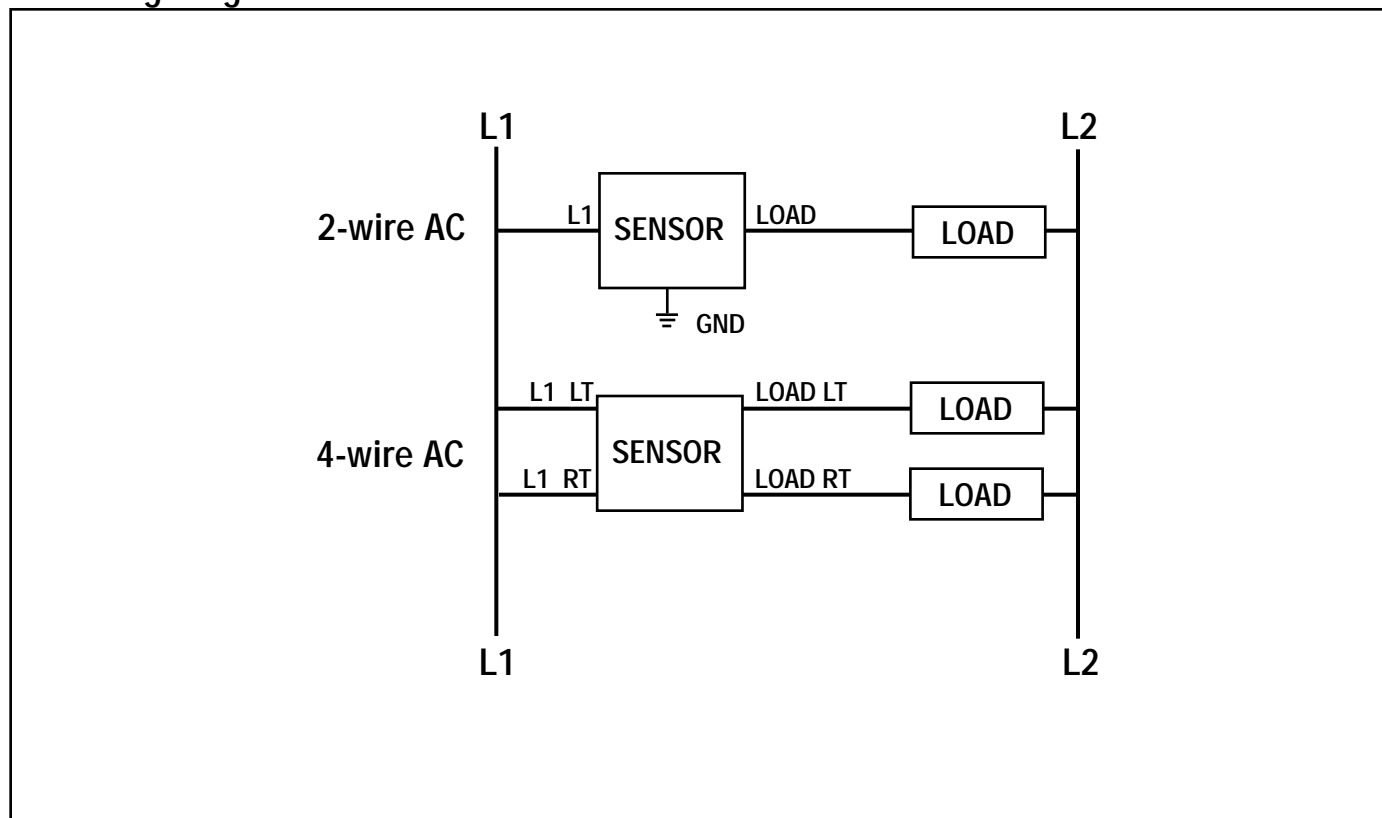 L1 L2
2-wire AC L1 SENSOR LOAD LOAD
GND
L1 LT LOAD LT LOAD
4-wire AC SENSOR
L1 RT LOAD RT LOAD
L1 L2